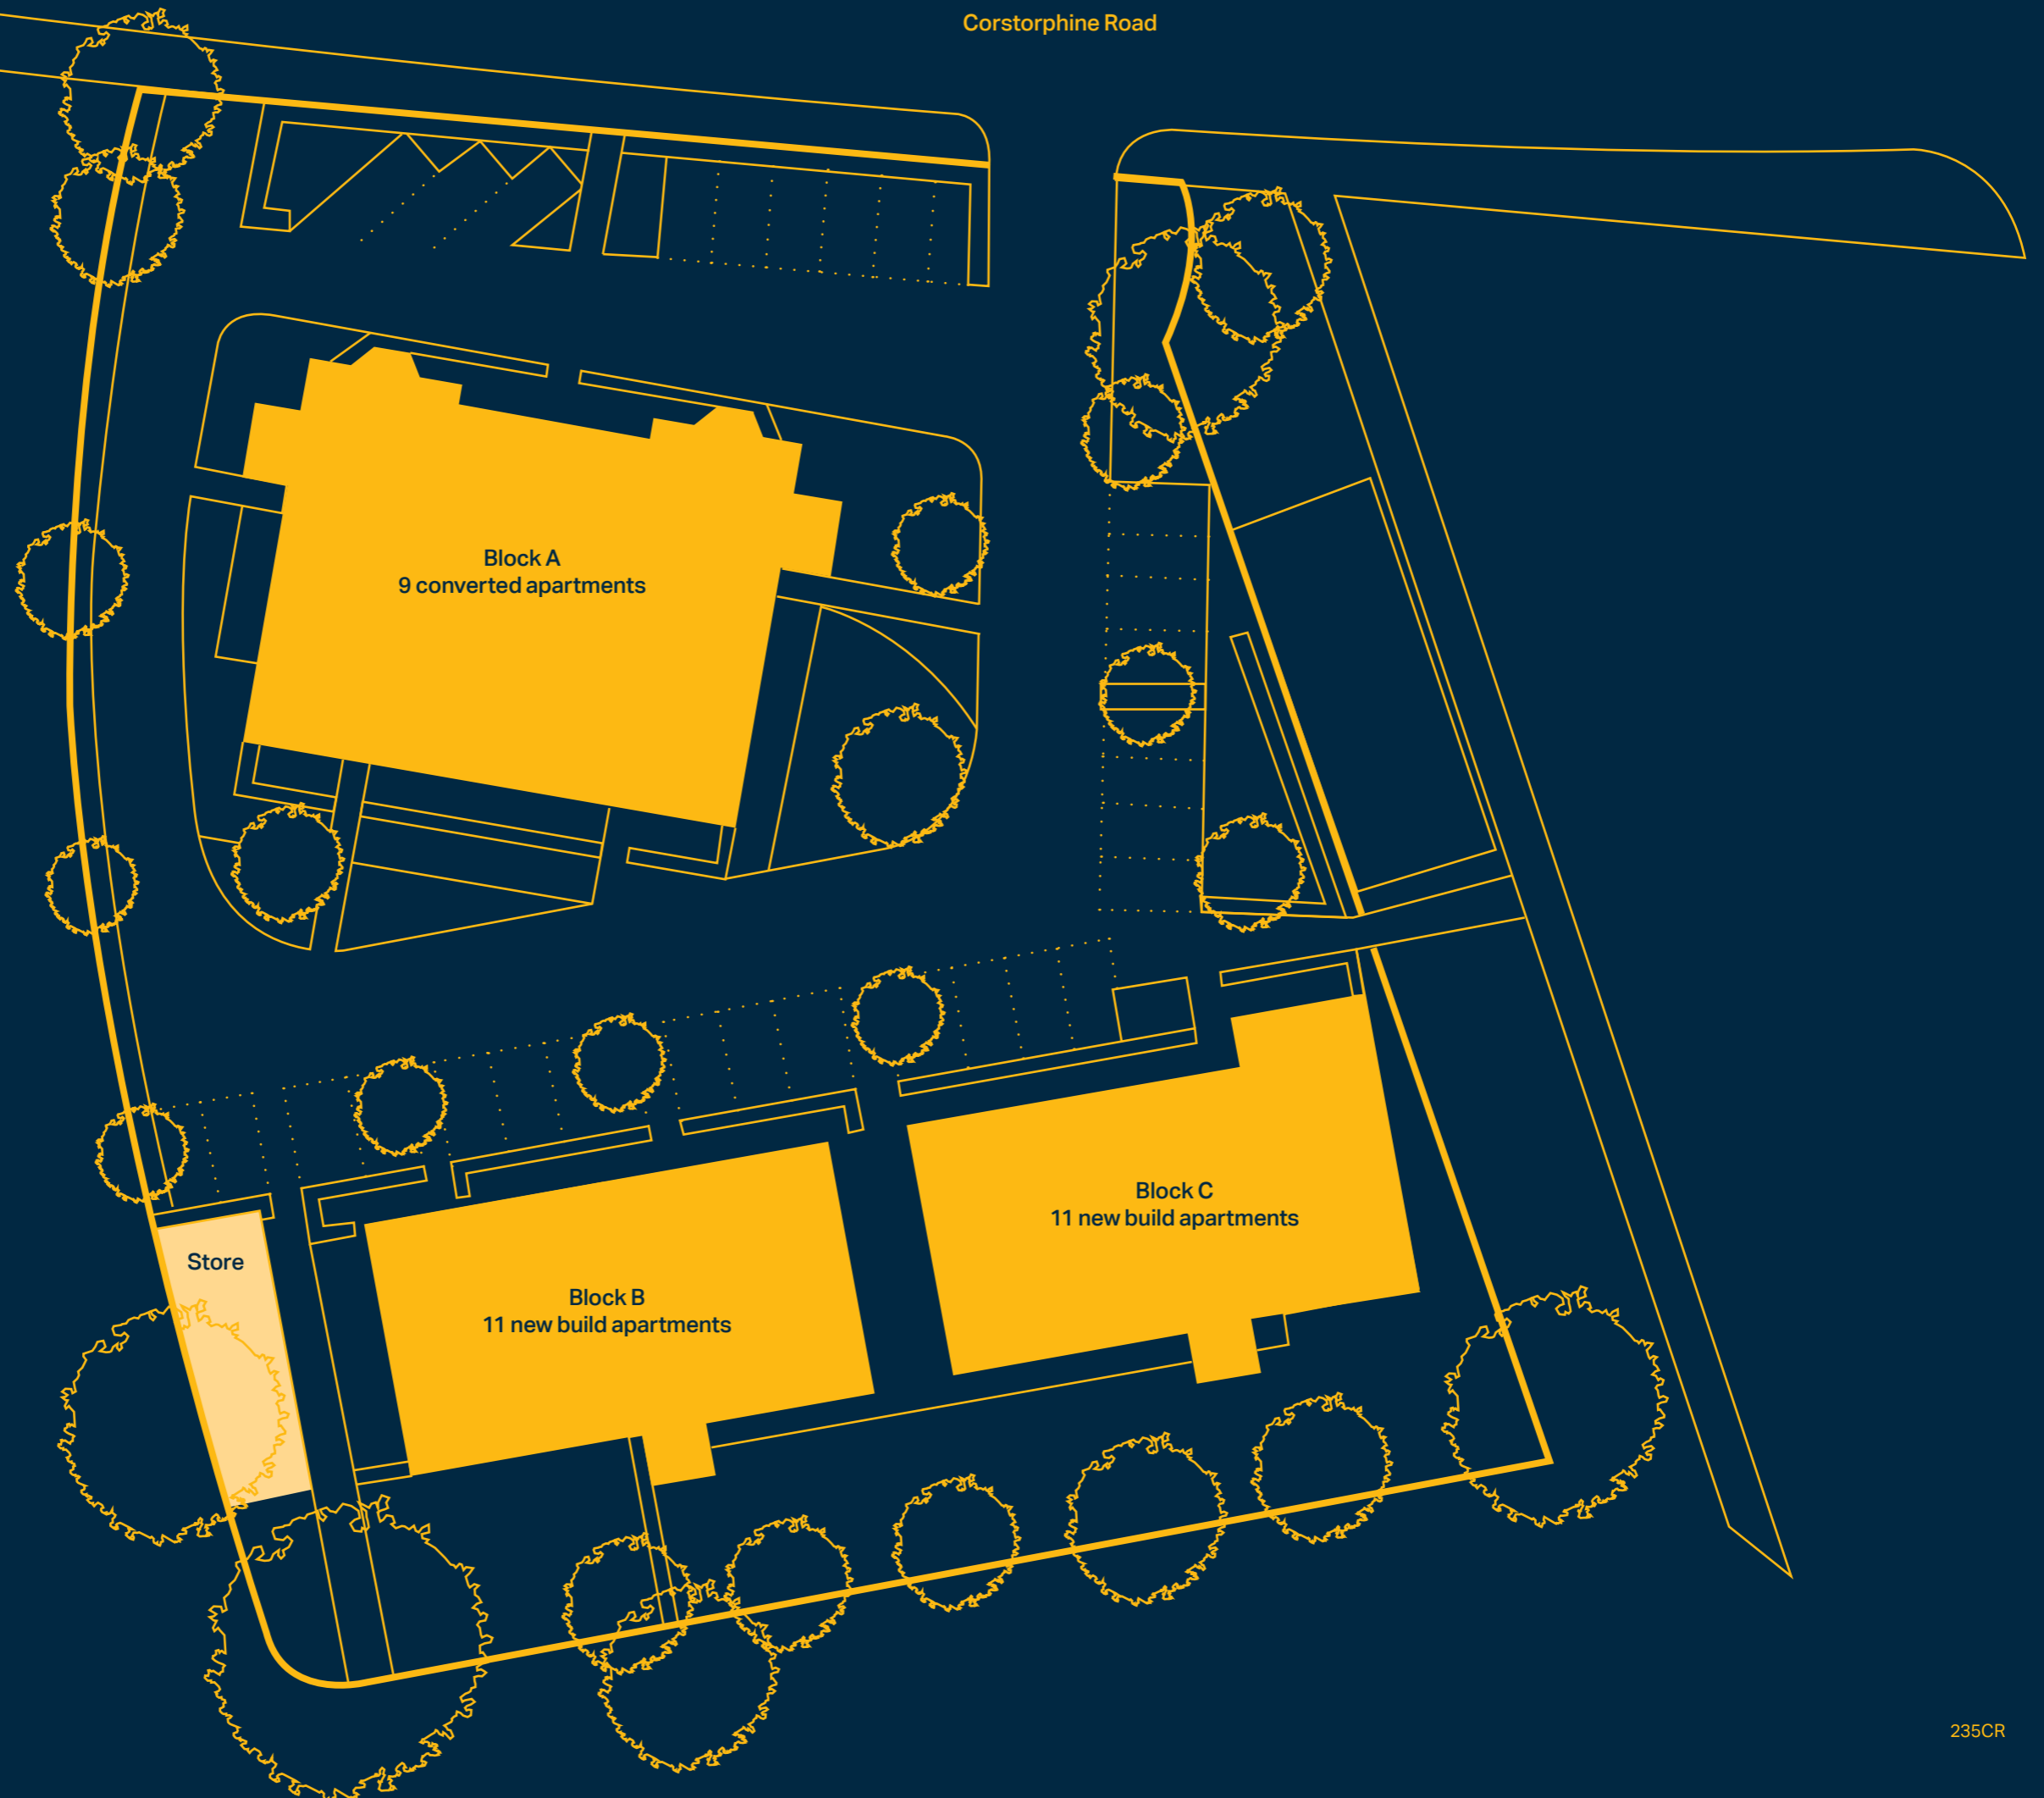 Corstorphine Road
Block A
9 converted apartments
Block C
11 new build apartments
Store
Block B
11 new build apartments
235CR